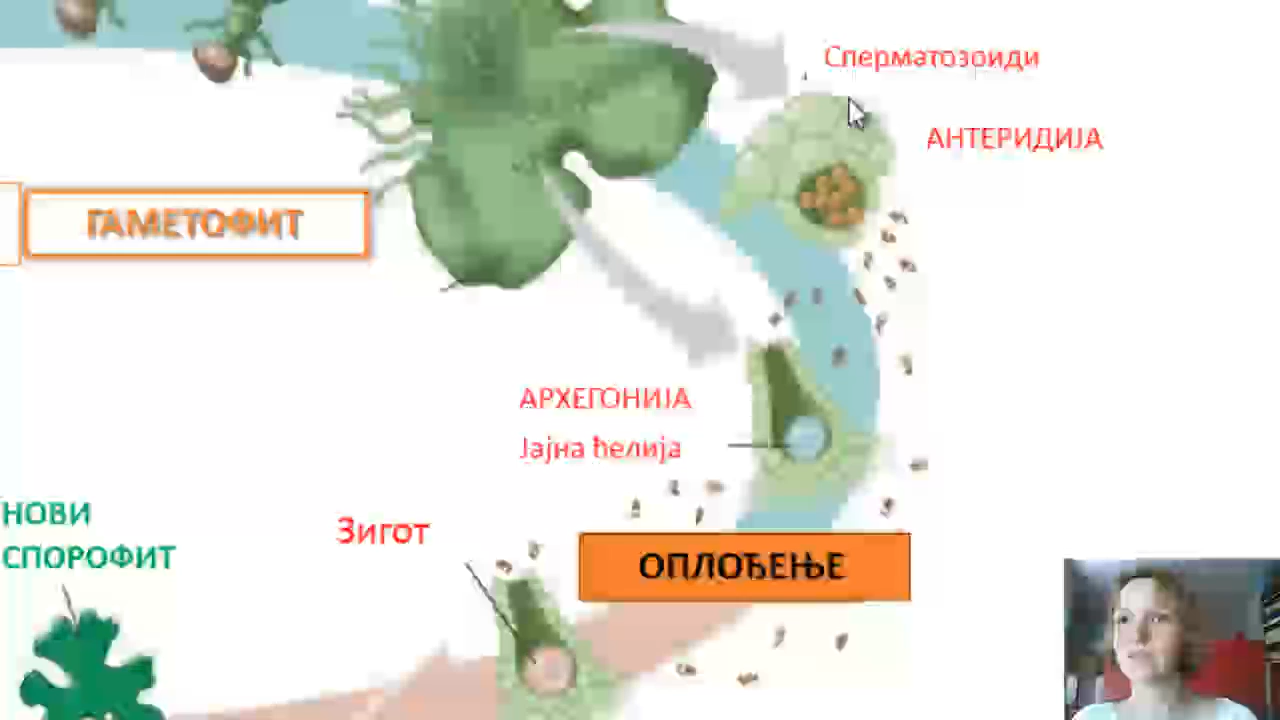 Сперматозоиди
АНТЕРИДИЈА
ГАМЕТОФИТ
АРХЕГОНИЈА
Јајна ћелија
НОВИ
СПОРОФИТ
Зигот
ОПЛОЂЕЊЕ